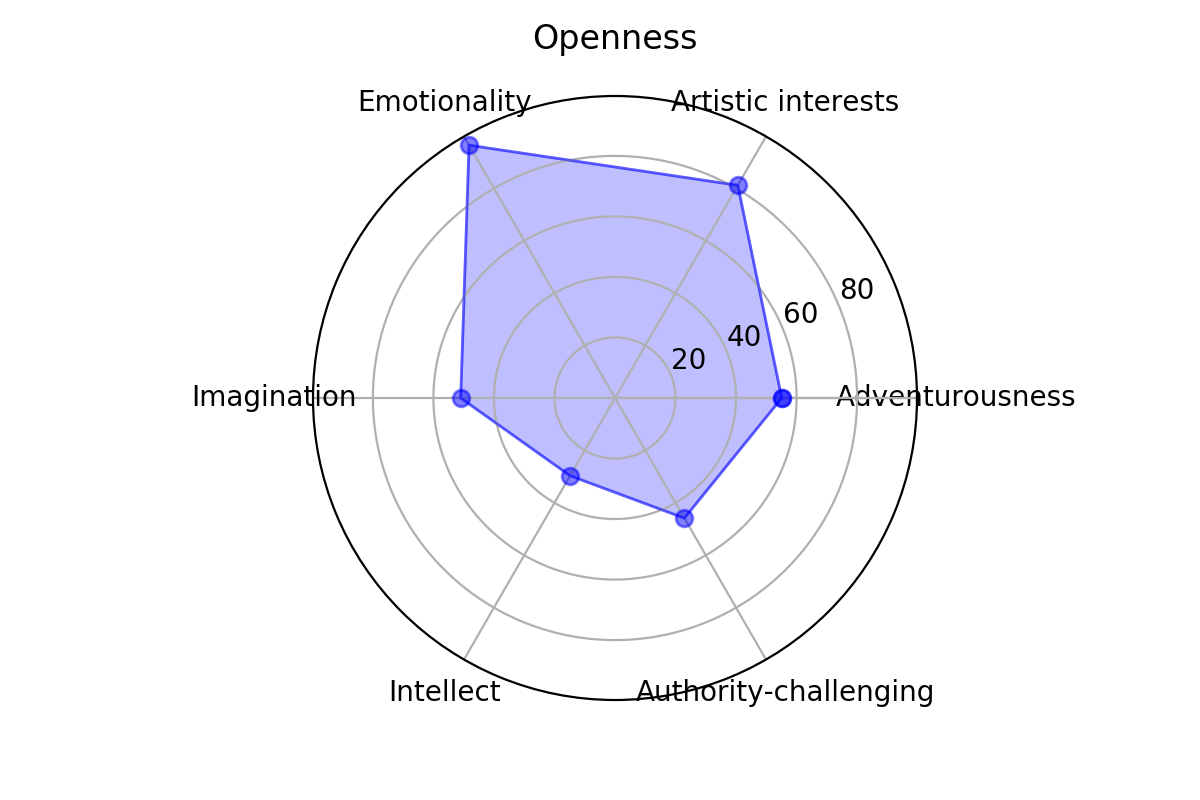 Openness
Emotionality
Artistic interests
80
60
40
20
Imagination
Adventurousness
Intellect
Authority-challenging